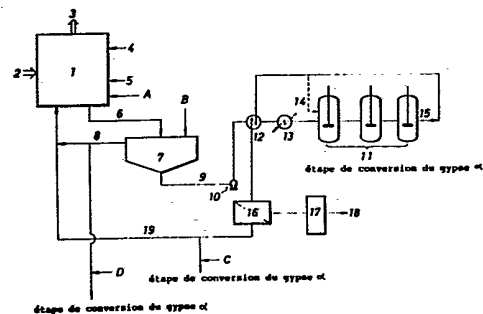 3
4
2
1
5
A
6
B
8
7
9
10
12
13
14
15
11
étape de conversion du gypse α
16
17
18
19
C
étape de conversion du gypse α
D
étape de conversion du gypse α